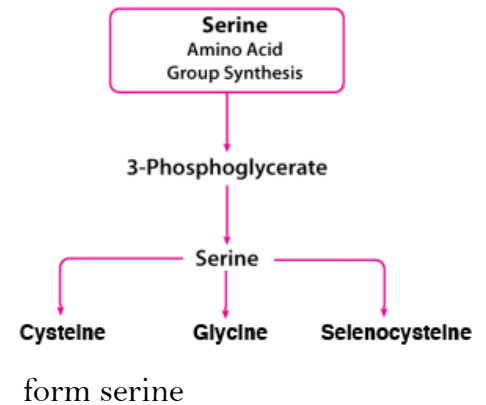 Serine
Amino Acid
Group Synthesis
3-Phosphoglycerate
Serine
Cysteine Glycine Selenocysteine
form serine